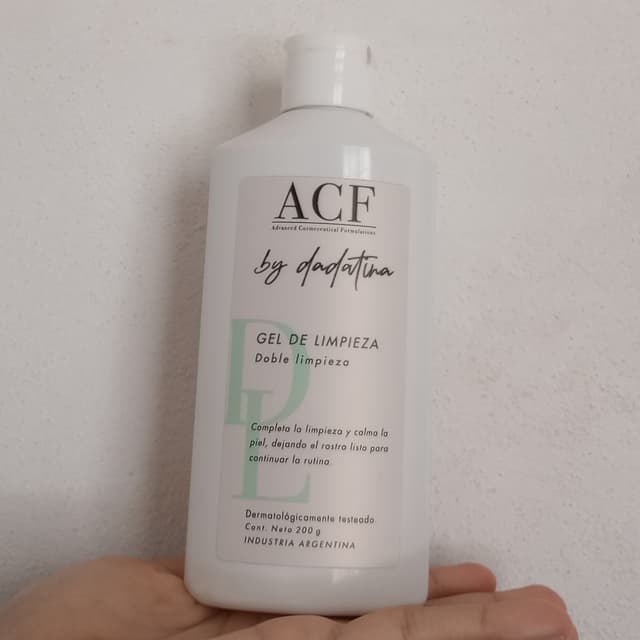 ACF
Advanced Cosmeceutical Formulations
by dadatina
DL
GEL DE LIMPIEZA
Doble limpieza
Completa la limpieza y calma la
piel, dejando el rostro listo para
continuar la rutina.
Dermatológicamente testeado.
Cont. Neto 200 g
INDUSTRIA ARGENTINA